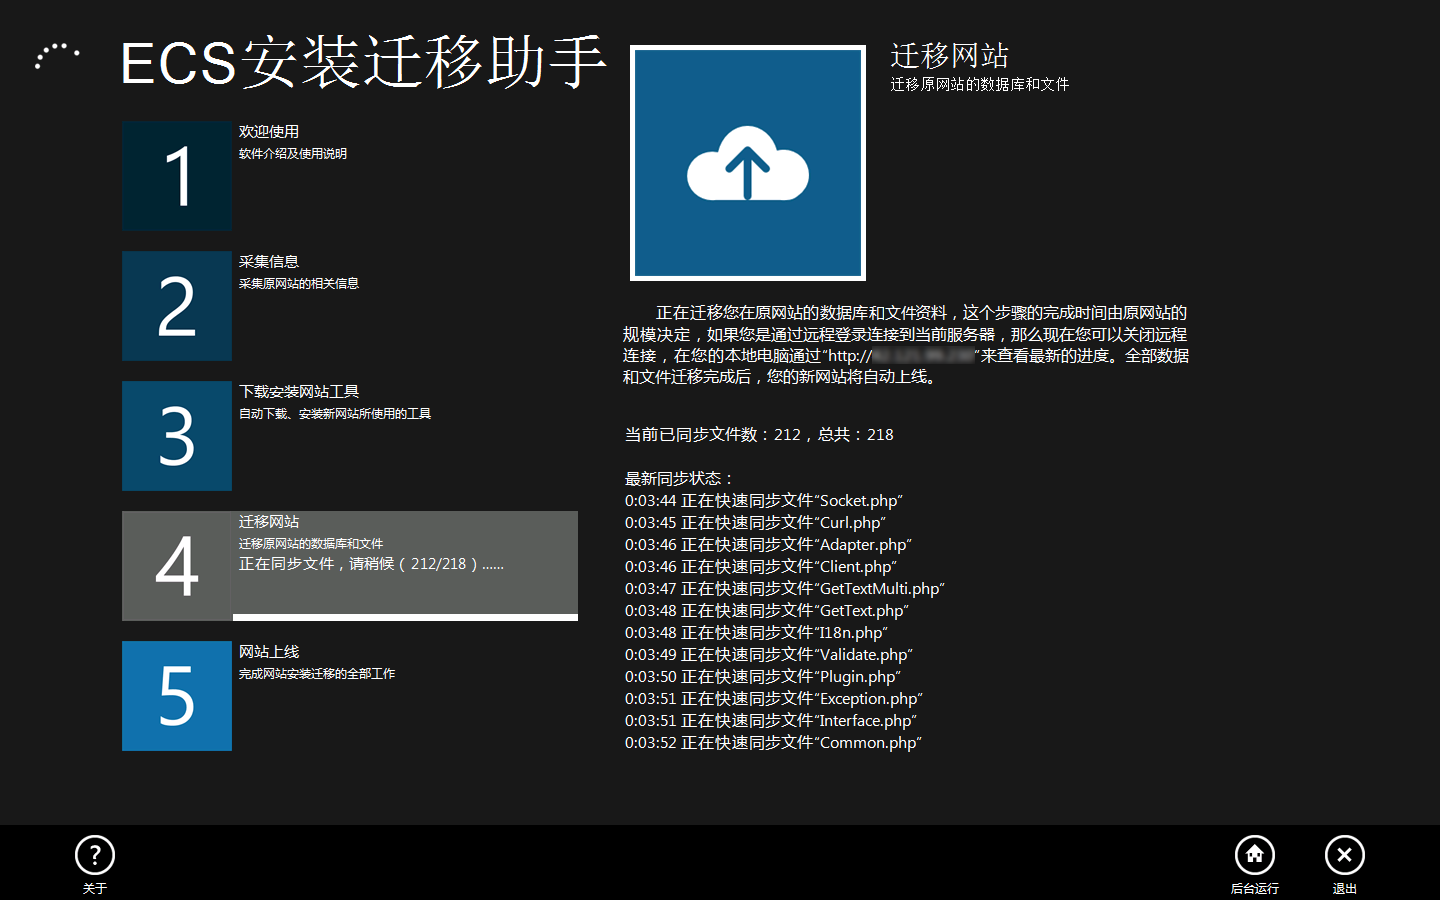 ECS安装迁移助手
1
欢迎使用
软件介绍及使用说明
2
采集信息
采集原网站的相关信息
3
下载安装网站工具
自动下载、安装新网站所使用的工具
4
迁移网站
迁移原网站的数据库和文件
正在同步文件，请稍候（212/218）......
5
网站上线
完成网站安装迁移的全部工作
迁移网站
迁移原网站的数据库和文件
正在迁移您在原网站的数据库和文件资料，这个步骤的完成时间由原网站的
规模决定，如果您是通过远程登录连接到当前服务器，那么现在您可以关闭远程
连接，在您的本地电脑通过“http://”来查看最新的进度。全部数据
和文件迁移完成后，您的新网站将自动上线。
当前已同步文件数：212，总共：218
最新同步状态：
0:03:44 正在快速同步文件“Socket.php”
0:03:45 正在快速同步文件“Curl.php”
0:03:46 正在快速同步文件“Adapter.php”
0:03:46 正在快速同步文件“Client.php”
0:03:47 正在快速同步文件“GetTextMulti.php”
0:03:48 正在快速同步文件“GetText.php”
0:03:48 正在快速同步文件“I18n.php”
0:03:49 正在快速同步文件“Validate.php”
0:03:50 正在快速同步文件“Plugin.php”
0:03:51 正在快速同步文件“Exception.php”
0:03:51 正在快速同步文件“Interface.php”
0:03:52 正在快速同步文件“Common.php”
?
关于
后台运行
退出